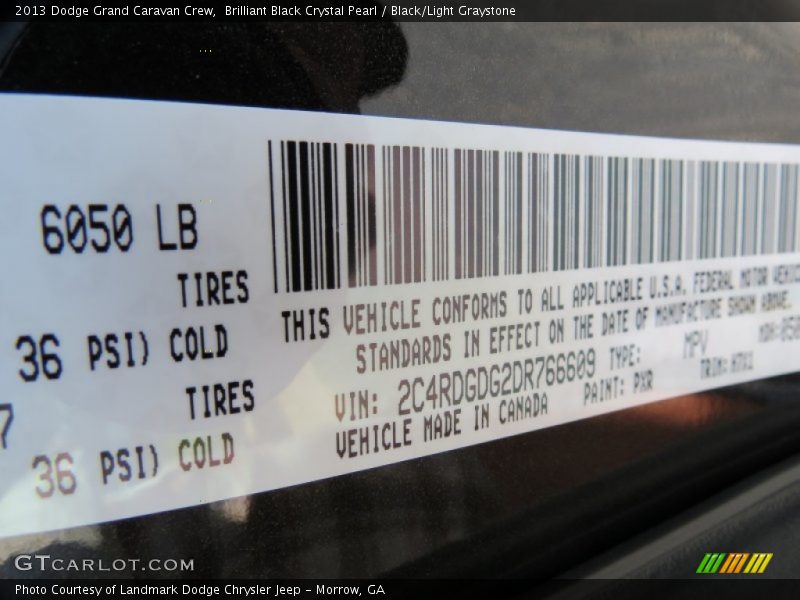 2013 Dodge Grand Caravan Crew,  Brilliant Black Crystal Pearl / Black/Light Graystone
6050 LB
TIRES
36 PSI) COLD
7
TIRES
36 PSI) COLD
THIS VEHICLE CONFORMS TO ALL APPLICABLE U.S.A. FEDERAL MOTOR
STANDARDS IN EFFECT ON THE DATE OF MANUFACTURE SHOWN ABOVE.
VIN: 2C4RDGDG2DR766609 TYPE: MPV
VEHICLE MADE IN CANADA PAINT: PXR TRIM:
GTCARLOT.COM
Photo Courtesy of Landmark Dodge Chrysler Jeep - Morrow, GA